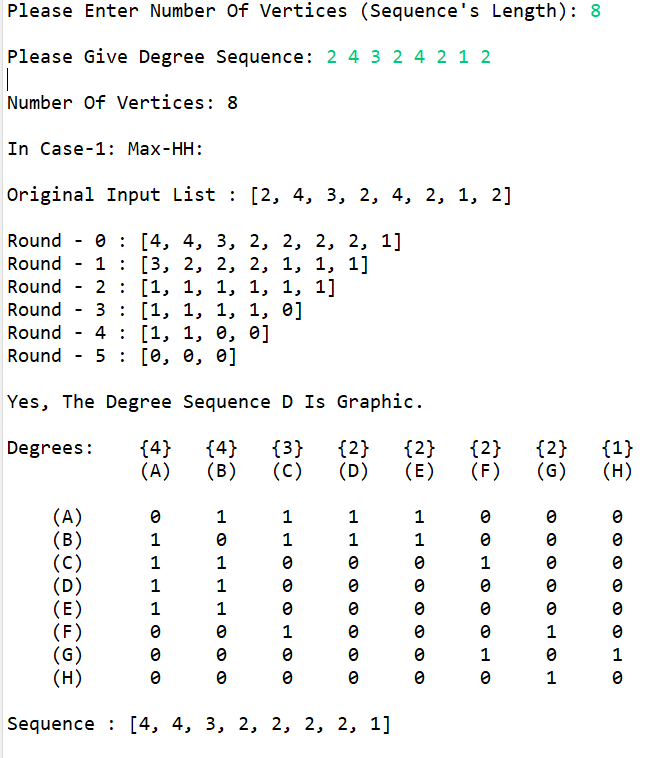 Please Enter Number Of Vertices (Sequence's Length): 8
Please Give Degree Sequence: 2 4 3 2 4 2 1 2
Number Of Vertices: 8
In Case-1: Max-HH:
Original Input List : [2, 4, 3, 2, 4, 2, 1, 2]
Round - 0 : [4, 4, 3, 2, 2, 2, 2, 1]
Round - 1 : [3, 2, 2, 2, 1, 1, 1]
Round - 2 : [1, 1, 1, 1, 1, 1]
Round - 3 : [1, 1, 1, 1, 0]
Round - 4 : [1, 1, 0, 0]
Round - 5 : [0, 0, 0]
Yes, The Degree Sequence D Is Graphic.
Degrees: {4} {4} {3} {2} {2} {2} {2} {1}
(A) (B) (C) (D) (E) (F) (G) (H)
(A) 0 1 1 1 1 0 0 0
(B) 1 0 1 1 1 0 0 0
(C) 1 1 0 0 0 1 0 0
(D) 1 1 0 0 0 0 0 0
(E) 1 1 0 0 0 0 0 0
(F) 0 0 1 0 0 0 1 0
(G) 0 0 0 0 0 1 0 1
(H) 0 0 0 0 0 0 1 0
Sequence : [4, 4, 3, 2, 2, 2, 2, 1]